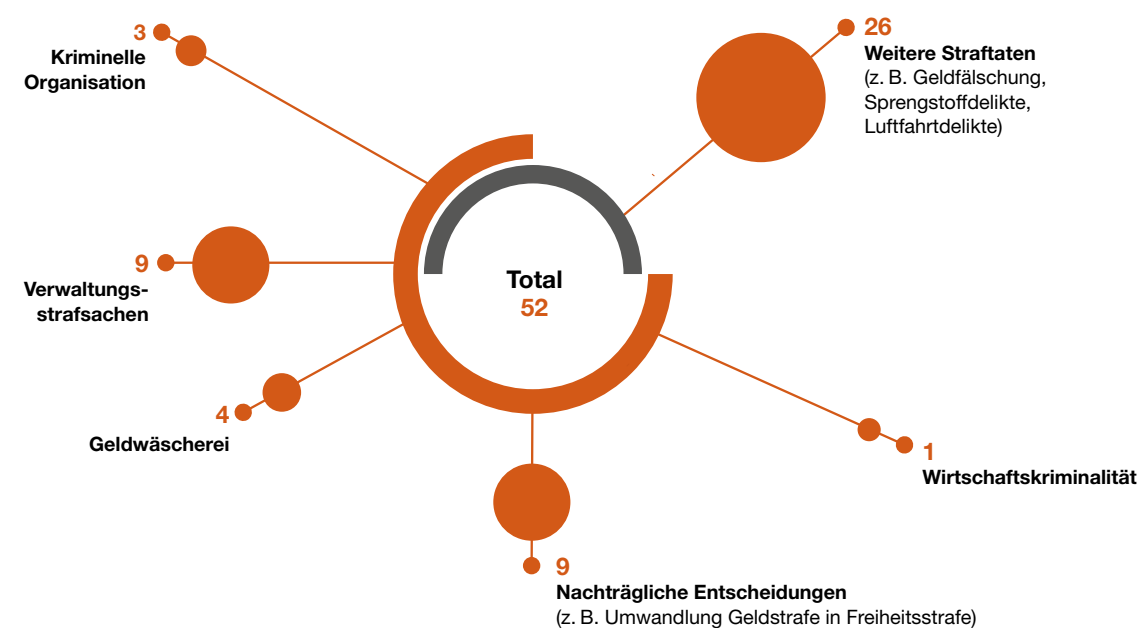 3
Kriminelle
Organisation
26
Weitere Straftaten
(z. B. Geldfälschung,
Sprengstoffdelikte,
Luftfahrtdelikte)
9
Verwaltungs-
strafsachen
Total
52
4
Geldwäscherei
1
Wirtschaftskriminalität
9
Nachträgliche Entscheidungen
(z. B. Umwandlung Geldstrafe in Freiheitsstrafe)